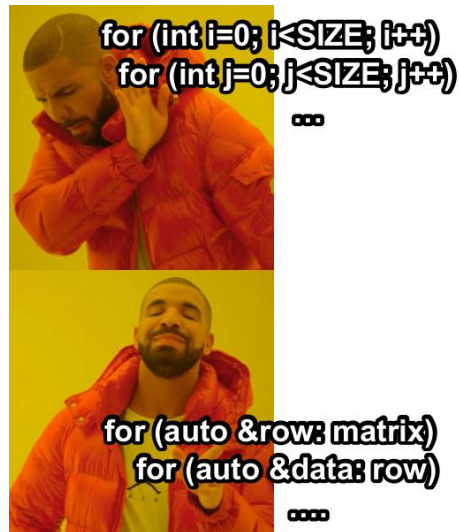 for (int i=0; i<SIZE; i++)
for (int j=0; j<SIZE; j++)
...
for (auto &row: matrix)
for (auto &data: row)
....